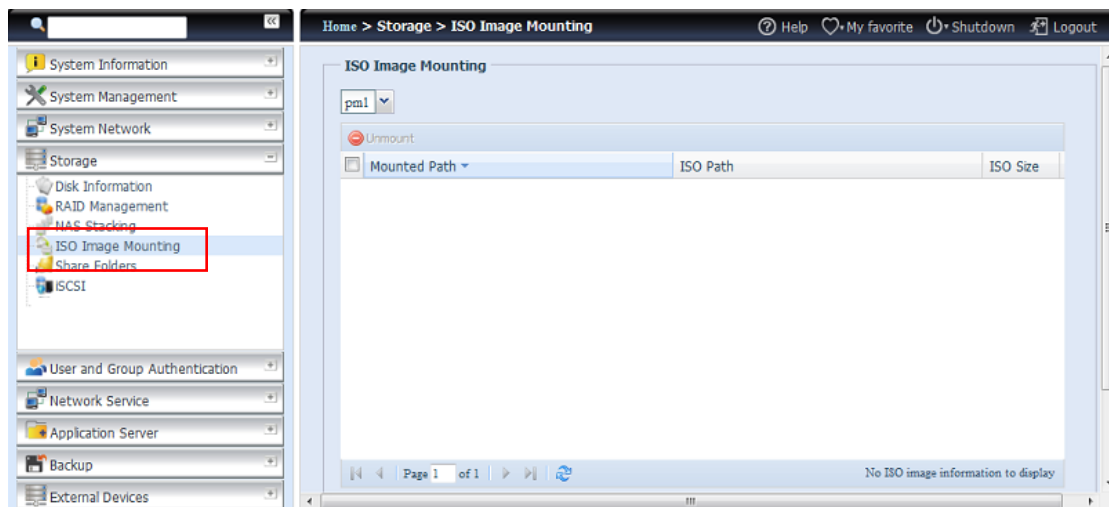 Home > Storage > ISO Image Mounting
Help My favorite Shutdown Logout
System Information
System Management
System Network
Storage
Disk Information
RAID Management
NAS Stacking
ISO Image Mounting
Share Folders
iSCSI
User and Group Authentication
Network Service
Application Server
Backup
External Devices
ISO Image Mounting
pm1
Unmount
Mounted Path ISO Path ISO Size
Page 1 of 1
No ISO image information to display